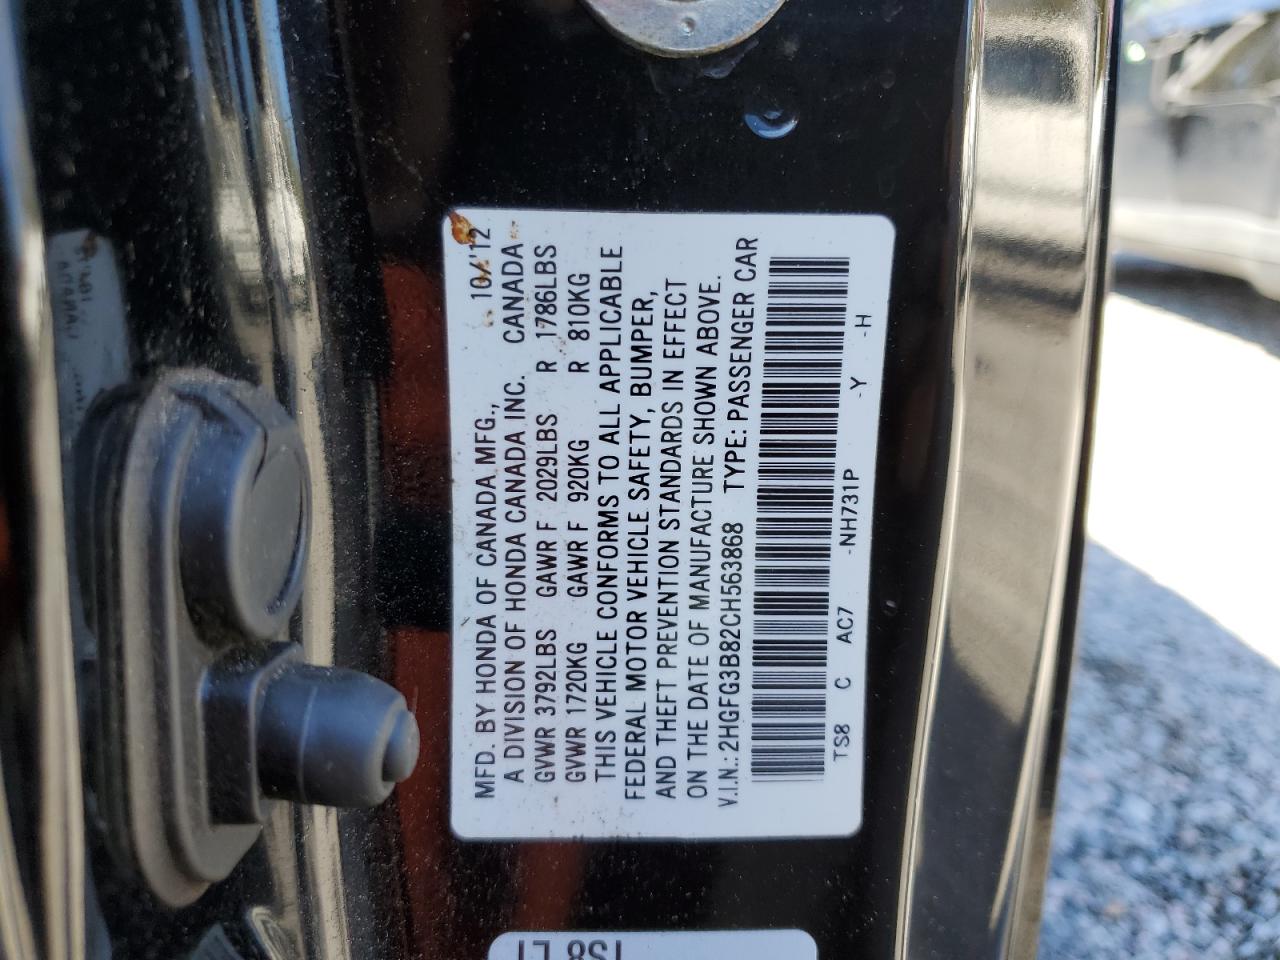 MFD. BY HONDA OF CANADA MFG., 10/'12
A DIVISION OF HONDA CANADA INC. CANADA
GVWR 3792LBS GAWR F 2029LBS R 1786LBS
GVWR 1720KG GAWR F 920KG R 810KG
THIS VEHICLE CONFORMS TO ALL APPLICABLE
FEDERAL MOTOR VEHICLE SAFETY, BUMPER,
AND THEFT PREVENTION STANDARDS IN EFFECT
ON THE DATE OF MANUFACTURE SHOWN ABOVE.
V.I.N.: 2HGFG3B82CH563868 TYPE: PASSENGER CAR
TS8 C AC7 -NH731P -Y -H